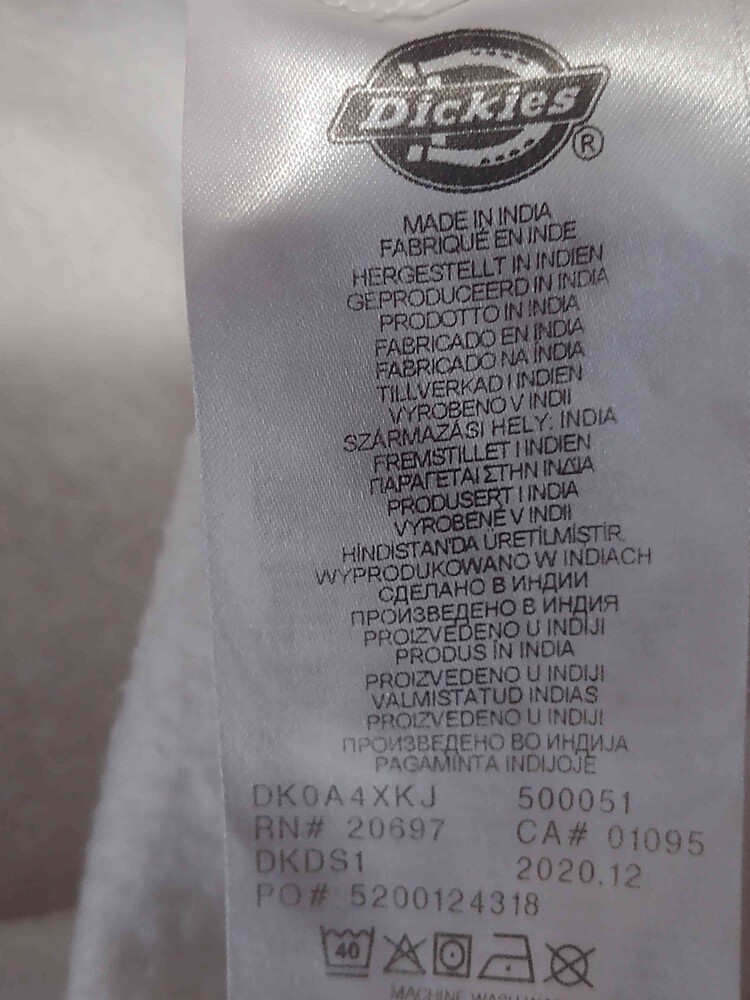 Dickies
®
MADE IN INDIA
FABRIQUÉ EN INDE
HERGESTELLT IN INDIEN
GEPRODUCEERD IN INDIA
PRODOTTO IN INDIA
FABRICADO EN INDIA
FABRICADO NA ÍNDIA
TILLVERKAD I INDIEN
VYROBENO V INDII
SZÁRMAZÁSI HELY: INDIA
FREMSTILLET I INDIEN
ΠΑΡΑΓΕΤΑΙ ΣΤΗΝ ΙΝΔΙΑ
PRODUSERT I INDIA
VYROBENÉ V INDII
HİNDİSTAN'DA ÜRETİLMİŞTİR
WYPRODUKOWANO W INDIACH
СДЕЛАНО В ИНДИИ
ПРОИЗВЕДЕНО В ИНДИЯ
PROIZVEDENO U INDIJI
PRODUS ÎN INDIA
PROIZVEDENO U INDIJI
VALMISTATUD INDIAS
PROIZVEDENO U INDIJI
ПРОИЗВЕДЕНО ВО ИНДИЈА
PAGAMINTA INDIJOJE
DK0A4XKJ 500051
RN# 20697 CA# 01095
DKDS1 2020.12
PO# 5200124318
40
MACHINE WASH